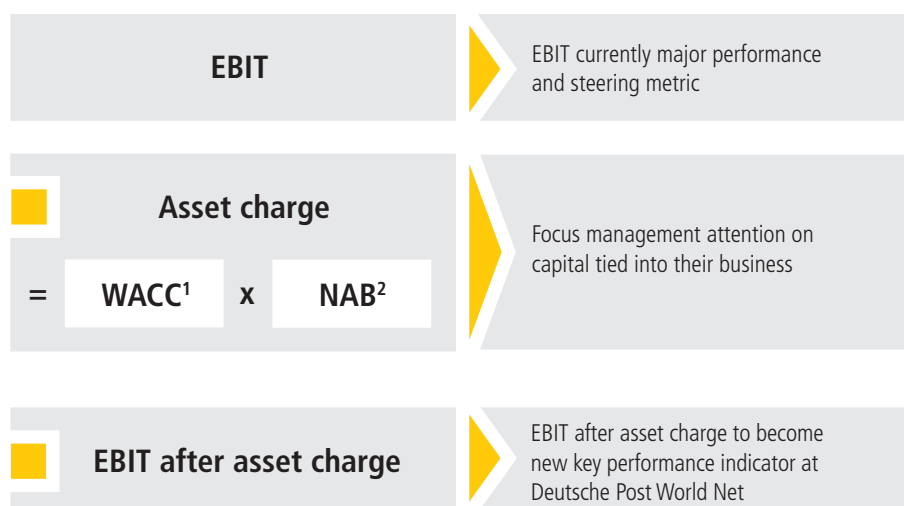 EBIT
EBIT currently major performance
and steering metric
Asset charge
= WACC¹ x NAB²
Focus management attention on
capital tied into their business
EBIT after asset charge
EBIT after asset charge to become
new key performance indicator at
Deutsche Post World Net